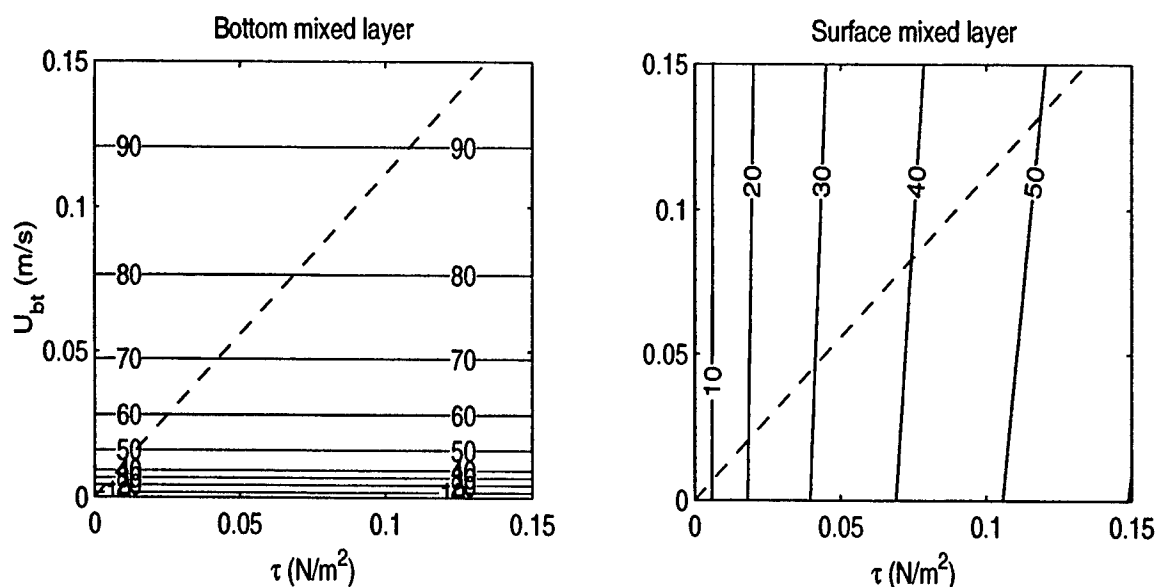 Bottom mixed layer
0.15
90 90
0.1
80 80
U_bt (m/s)
0.05
70 70
60 60
50 50
40 40
0
0 0.05 0.1 0.15
τ (N/m²)
Surface mixed layer
0.15
20 30 40 50
0.1
0.05
10
0
0 0.05 0.1 0.15
τ (N/m²)